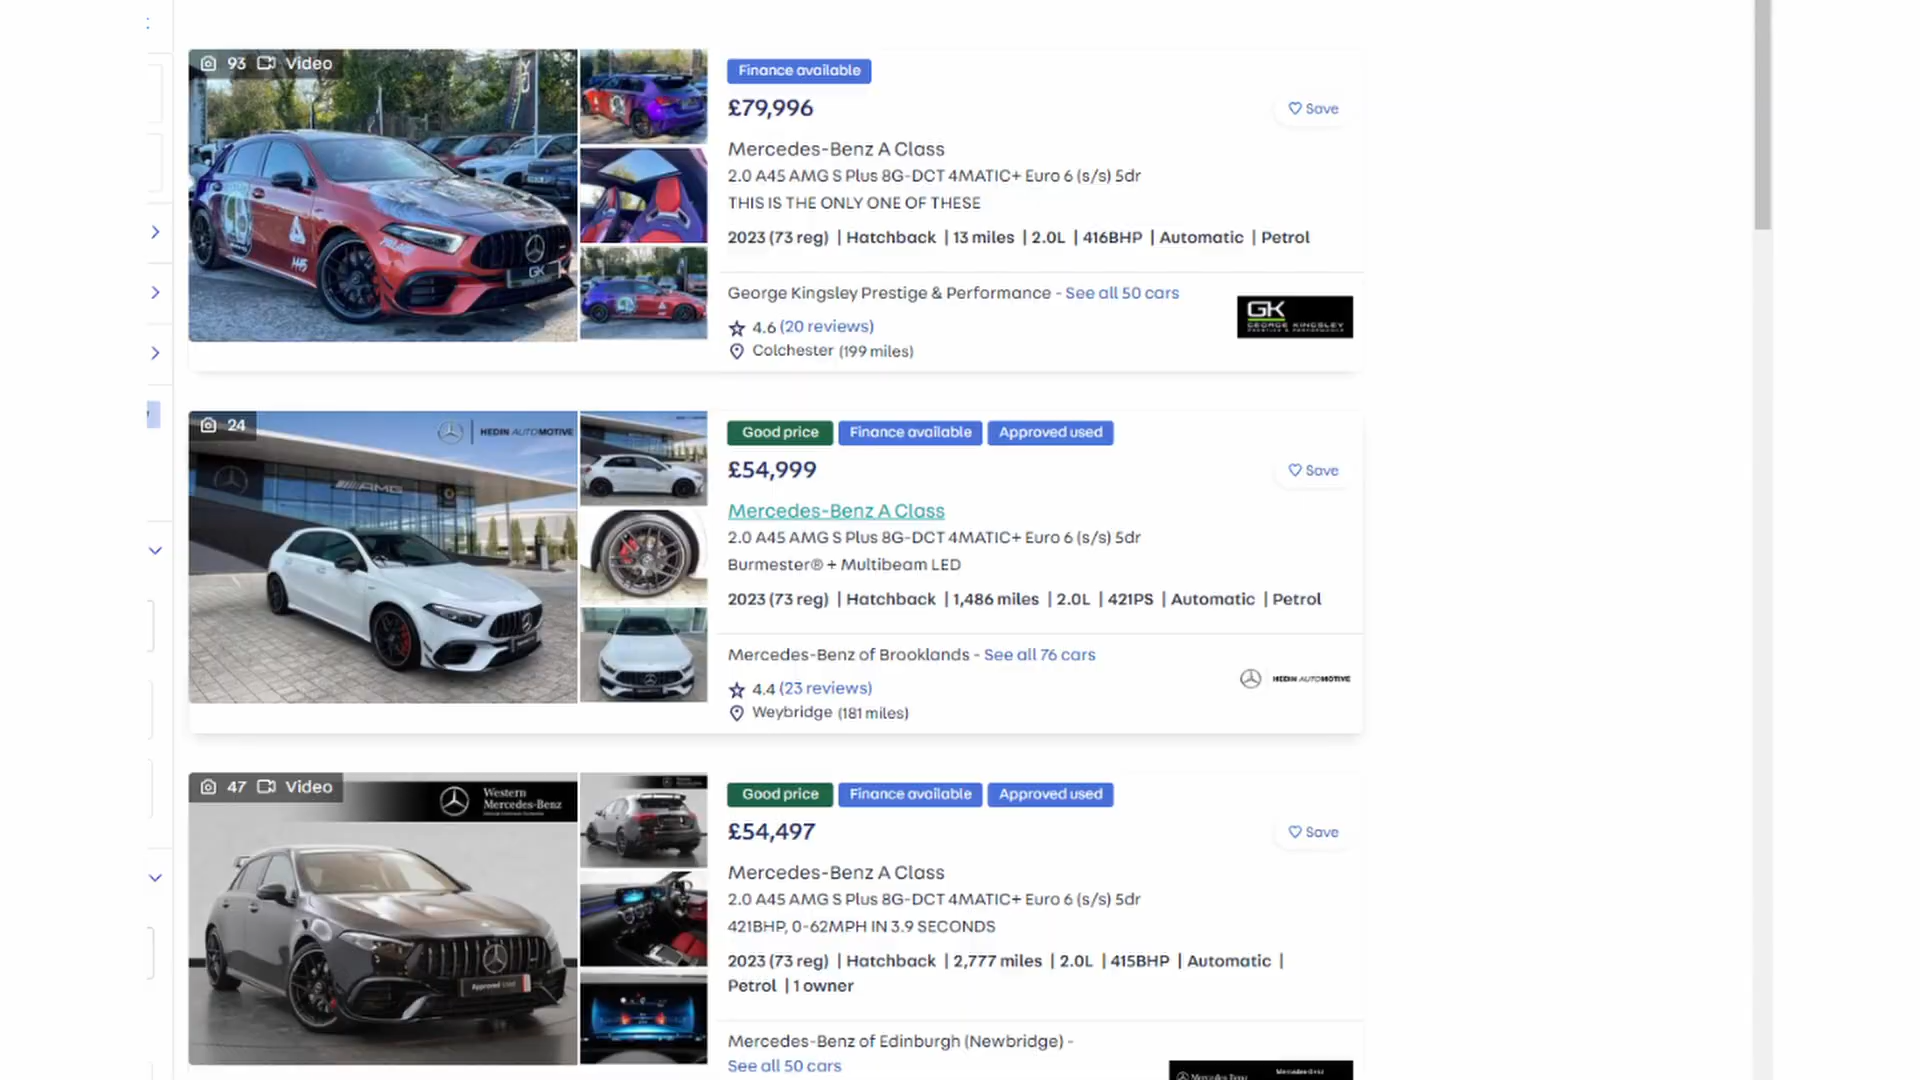 93 Video
Finance available
£79,996
Save
Mercedes-Benz A Class
2.0 A45 AMG S Plus 8G-DCT 4MATIC+ Euro 6 (s/s) 5dr
THIS IS THE ONLY ONE OF THESE
2023 (73 reg) | Hatchback | 13 miles | 2.0L | 416BHP | Automatic | Petrol
George Kingsley Prestige & Performance - See all 50 cars
GK
GEORGE KINGSLEY
4.6 (20 reviews)
Colchester (199 miles)
GK
24
HEDIN AUTOMOTIVE
AMG
Good price Finance available Approved used
£54,999
Save
Mercedes-Benz A Class
2.0 A45 AMG S Plus 8G-DCT 4MATIC+ Euro 6 (s/s) 5dr
Burmester® + Multibeam LED
2023 (73 reg) | Hatchback | 1,486 miles | 2.0L | 421PS | Automatic | Petrol
Mercedes-Benz of Brooklands - See all 76 cars
HEDIN AUTOMOTIVE
4.4 (23 reviews)
Weybridge (181 miles)
47 Video
Western
Mercedes-Benz
Approved Used
Good price Finance available Approved used
£54,497
Save
Mercedes-Benz A Class
2.0 A45 AMG S Plus 8G-DCT 4MATIC+ Euro 6 (s/s) 5dr
421BHP, 0-62MPH IN 3.9 SECONDS
2023 (73 reg) | Hatchback | 2,777 miles | 2.0L | 415BHP | Automatic |
Petrol | 1 owner
Mercedes-Benz of Edinburgh (Newbridge) -
See all 50 cars
Mercedes-Benz